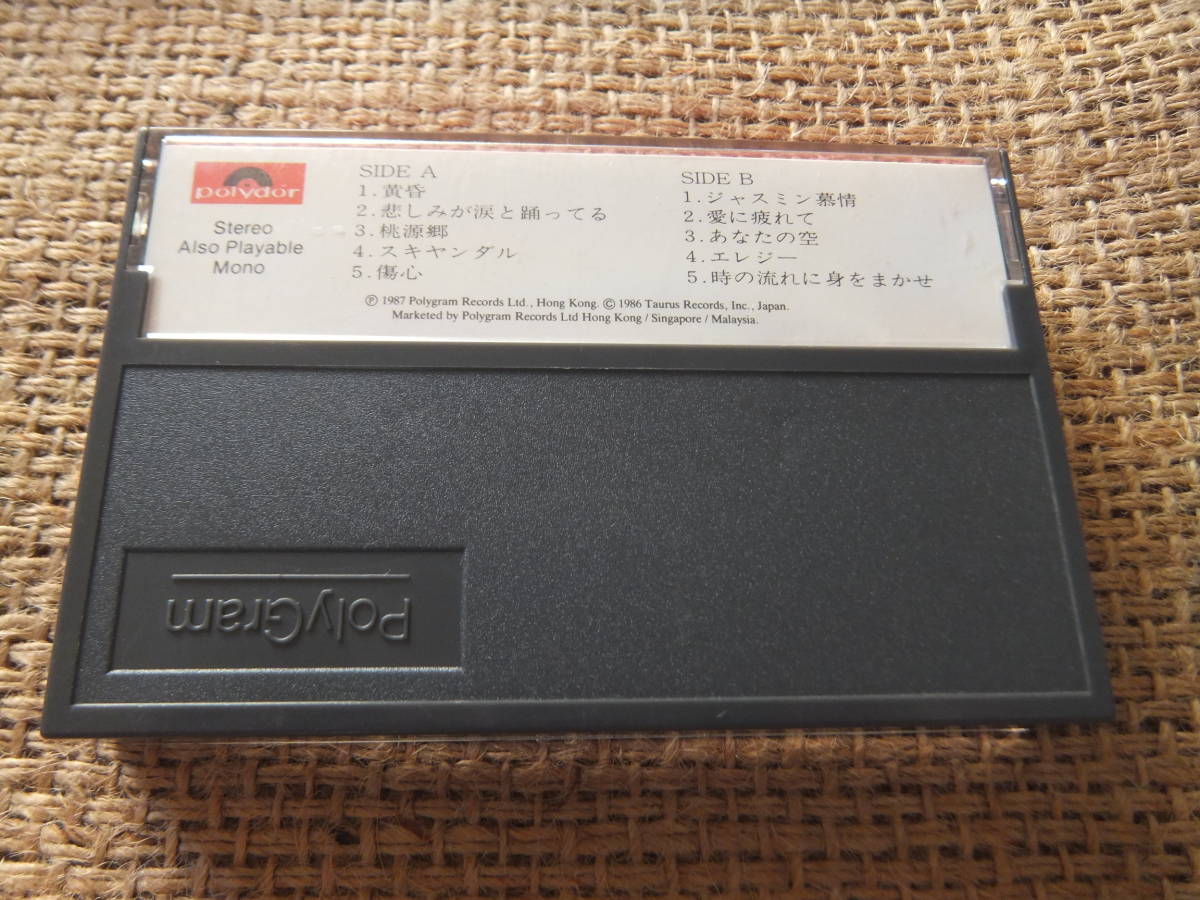 polydor
Stereo
Also Playable
Mono
SIDE A
1.黄昏
2.悲しみが涙と踊ってる
3.桃源郷
4.スキヤンダル
5.傷心
SIDE B
1.ジャスミン慕情
2.愛に疲れて
3.あなたの空
4.エレジー
5.時の流れに身をまかせ
Ⓟ 1987 Polygram Records Ltd., Hong Kong. © 1986 Taurus Records, Inc., Japan.
Marketed by Polygram Records Ltd Hong Kong / Singapore / Malaysia.
PolyGram